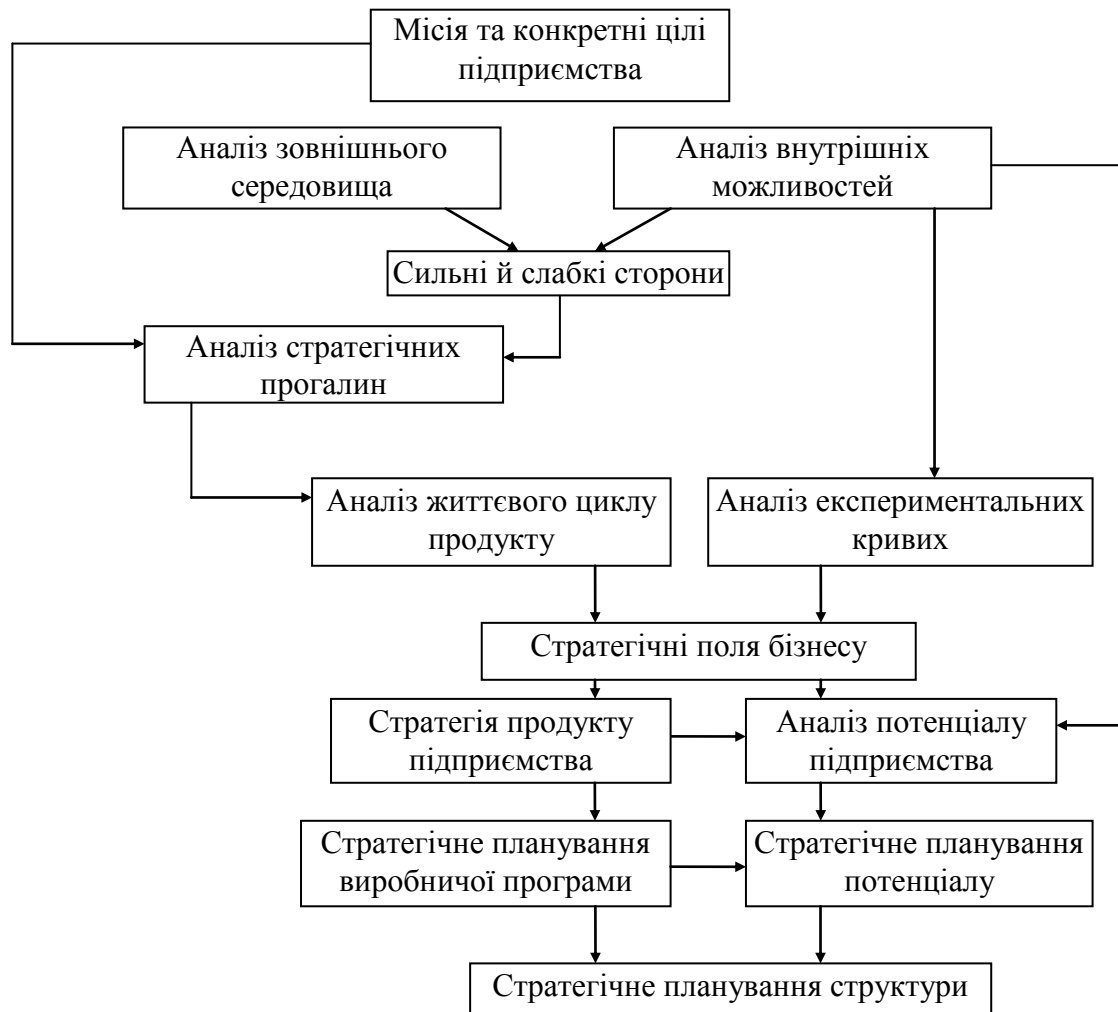 Місія та конкретні цілі
підприємства
Аналіз зовнішнього
середовища
Аналіз внутрішніх
можливостей
Сильні й слабкі сторони
Аналіз стратегічних
прогалин
Аналіз життєвого циклу
продукту
Аналіз експериментальних
кривих
Стратегічні поля бізнесу
Стратегія продукту
підприємства
Аналіз потенціалу
підприємства
Стратегічне планування
виробничої програми
Стратегічне планування
потенціалу
Стратегічне планування структури